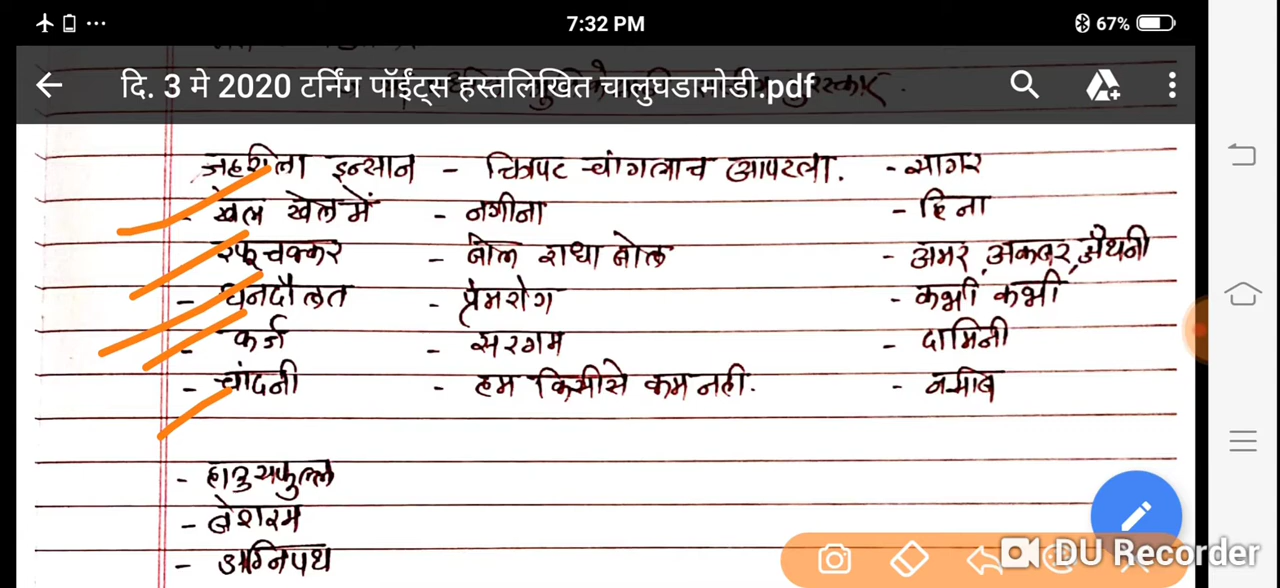 7:32 PM
67%
दि. 3 मे 2020 टर्निंग पॉईंट्स हस्तलिखित चालुघडामोडी.pdf
जहरीला इन्सान - चित्रपट चांगलाच आपटला. - सागर
- खेल खेल में - नगीना - हिना
रफूचक्कर - बोल राधा बोल - अमर, अकबर, अँथनी
- धनदौलत - प्रेमरोग - कभी कभी
- कर्ज - सरगम - दामिनी
- चांदनी - हम किसीसे कम नही. - नसीब
- हाउसफुल्ल
- बेशरम
- अग्निपथ
DU Recorder